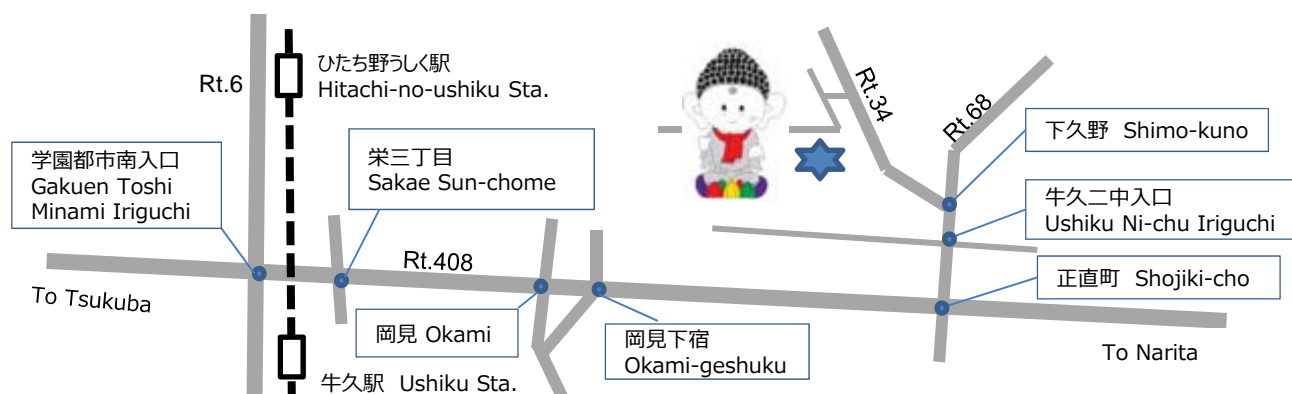 ひたち野うしく駅
Hitachi-no-ushiku Sta.
Rt.6
Rt.34
Rt.68
下久野 Shimo-kuno
学園都市南入口
Gakuen Toshi
Minami Iriguchi
栄三丁目
Sakae Sun-chome
牛久二中入口
Ushiku Ni-chu Iriguchi
Rt.408
正直町 Shojiki-cho
To Tsukuba
岡見 Okami
岡見下宿
Okami-geshuku
To Narita
牛久駅 Ushiku Sta.